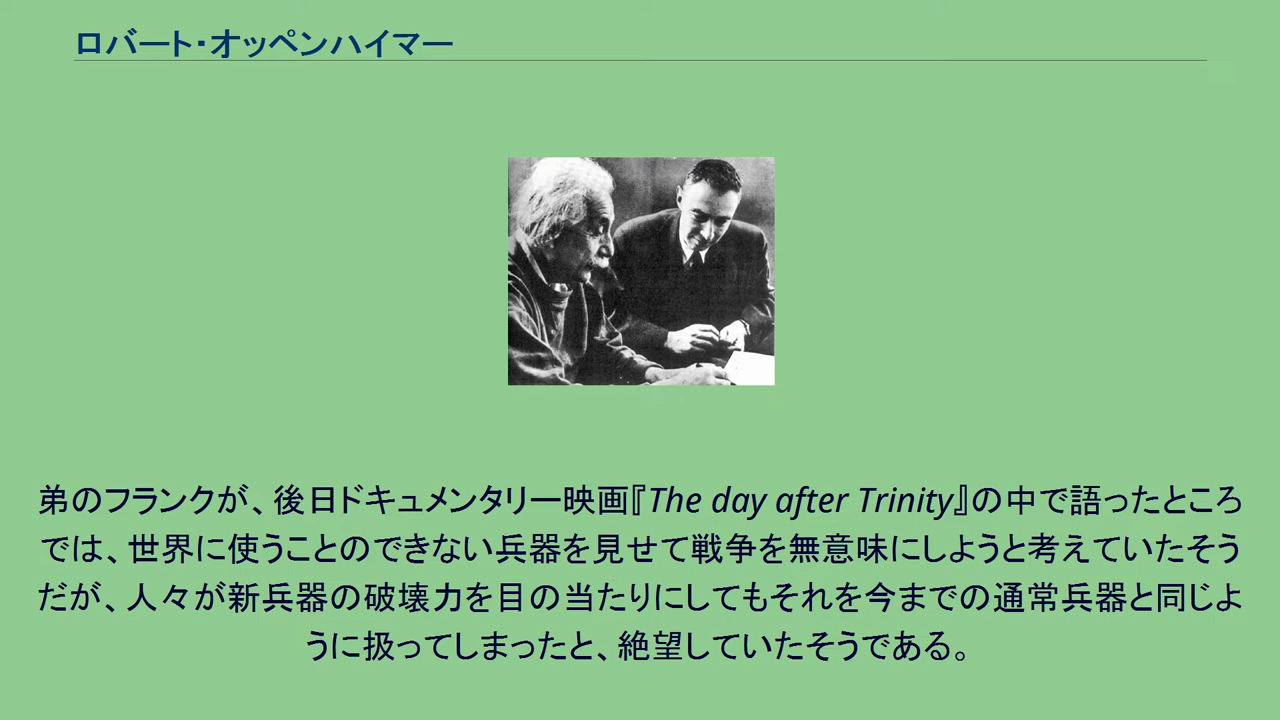 ロバート・オッペンハイマー
弟のフランクが、後日ドキュメンタリー映画『The day after Trinity』の中で語ったところ
では、世界に使うことのできない兵器を見せて戦争を無意味にしようと考えていたそう
だが、人々が新兵器の破壊力を目の当たりにしてもそれを今までの通常兵器と同じよ
うに扱ってしまったと、絶望していたそうである。